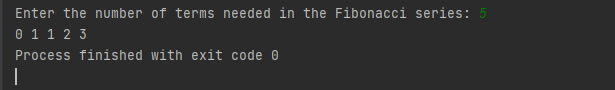 Enter the number of terms needed in the Fibonacci series: 5
0 1 1 2 3
Process finished with exit code 0